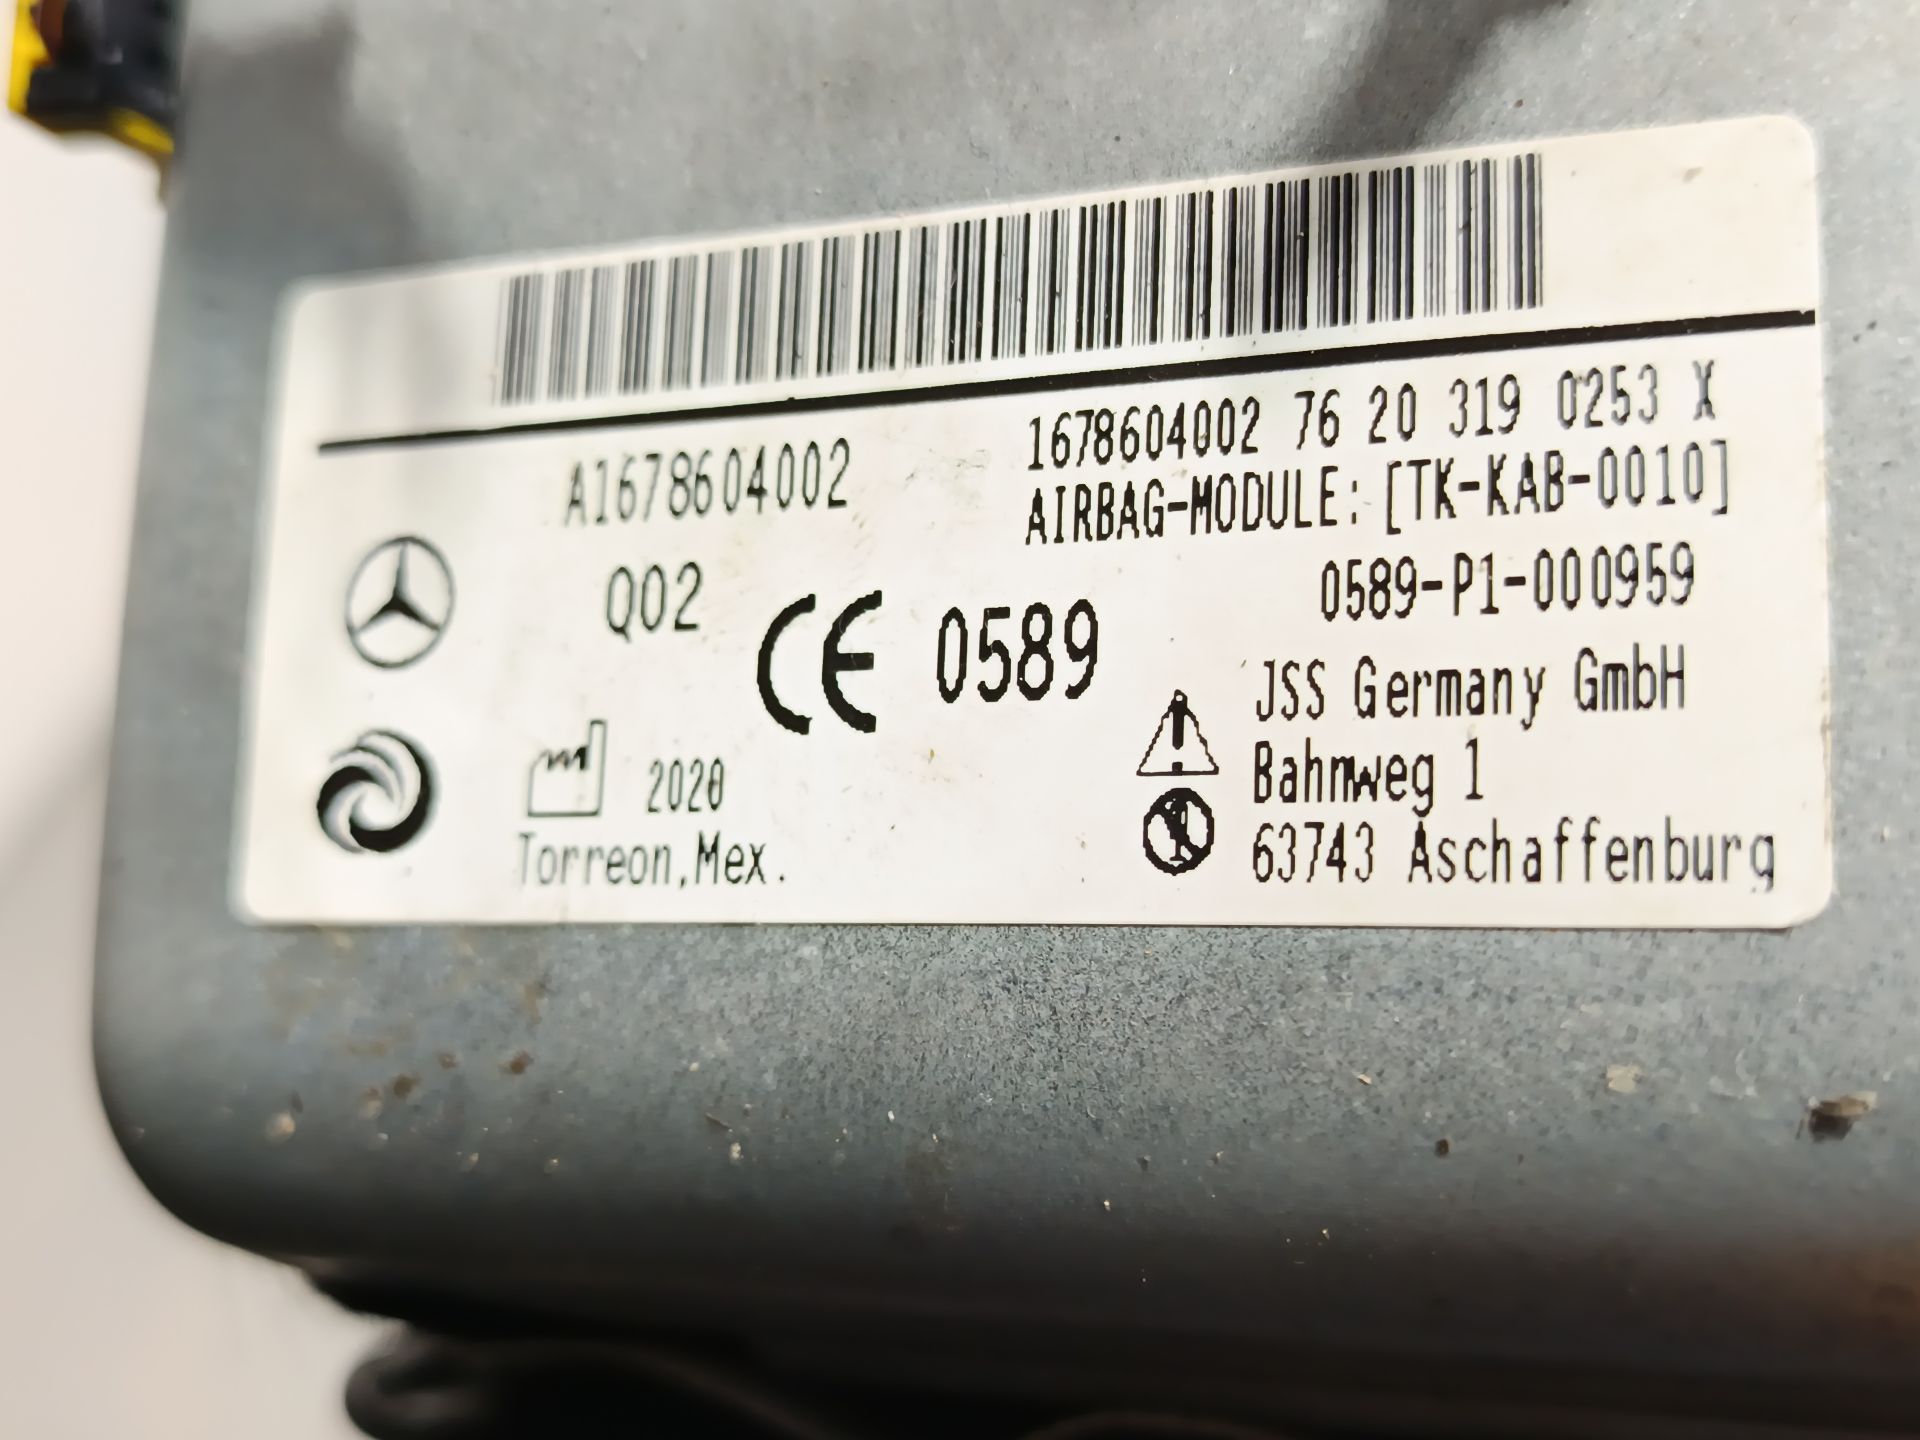 A1678604002
1678604002 76 20 319 0253 X
AIRBAG-MODULE: [TK-KAB-0010]
Q02
CE 0589
0589-P1-000959
JSS Germany GmbH
Bahnweg 1
63743 Aschaffenburg
2020
Torreon,Mex.